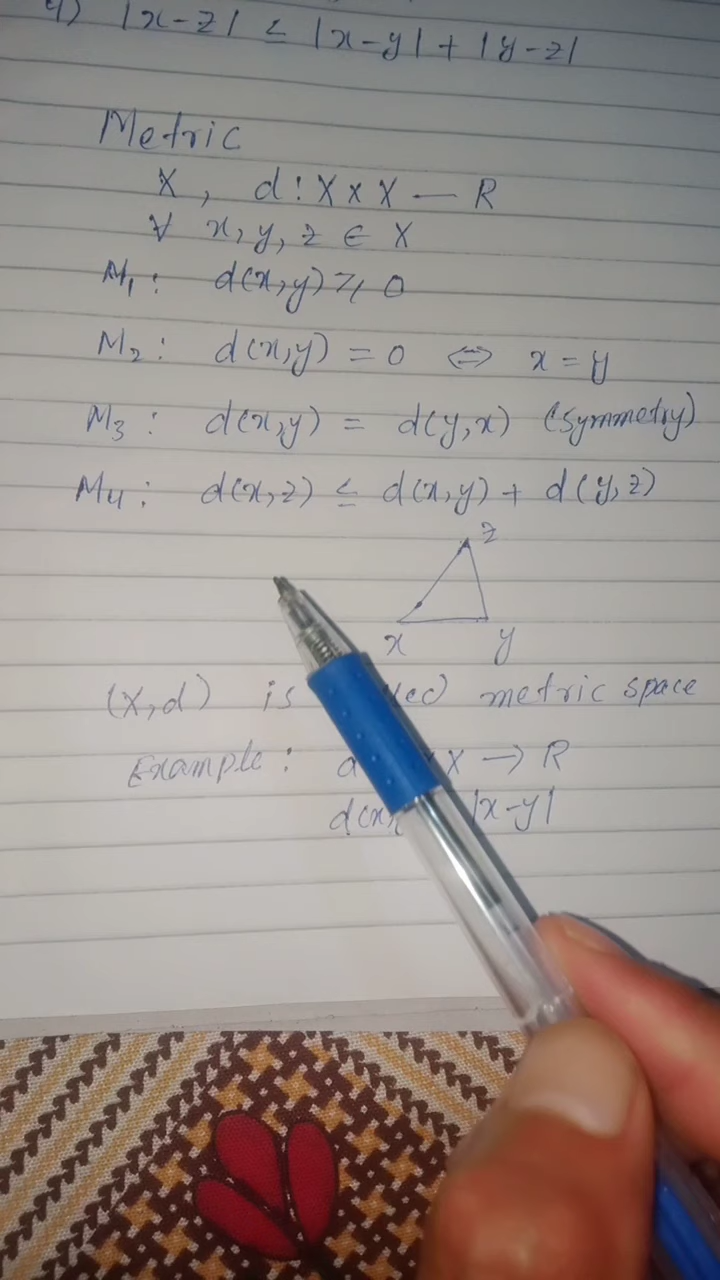 4) |x-z| ≤ |x-y| + |y-z|
Metric
X, d: X x X — R
∀ x, y, z ∈ X
M₁: d(x,y) ≥ 0
M₂: d(x,y) = 0 ⇔ x = y
M₃: d(x,y) = d(y,x) (Symmetry)
M₄: d(x,z) ≤ d(x,y) + d(y,z)
z
x y
(X,d) is metric space
Example: X → R
d(x, |x-y|